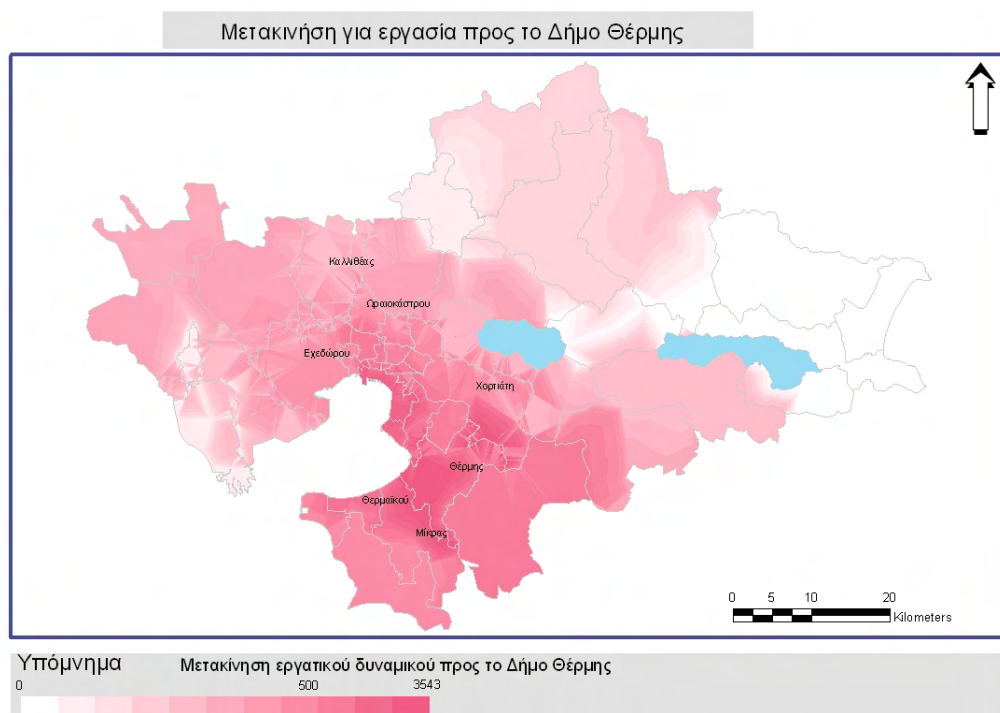 Μετακινήση για εργασία προς το Δήμο Θέρμης
Καλλιθέας
Ωραιοκάστρου
Εχεδώρου
Χορτιάτη
Θέρμης
Θερμαϊκού
Μίκρας
0 5 10 20
Kilometers
Υπόμνημα Μετακίνηση εργατικού δυναμικού προς το Δήμο Θέρμης
0 500 3543